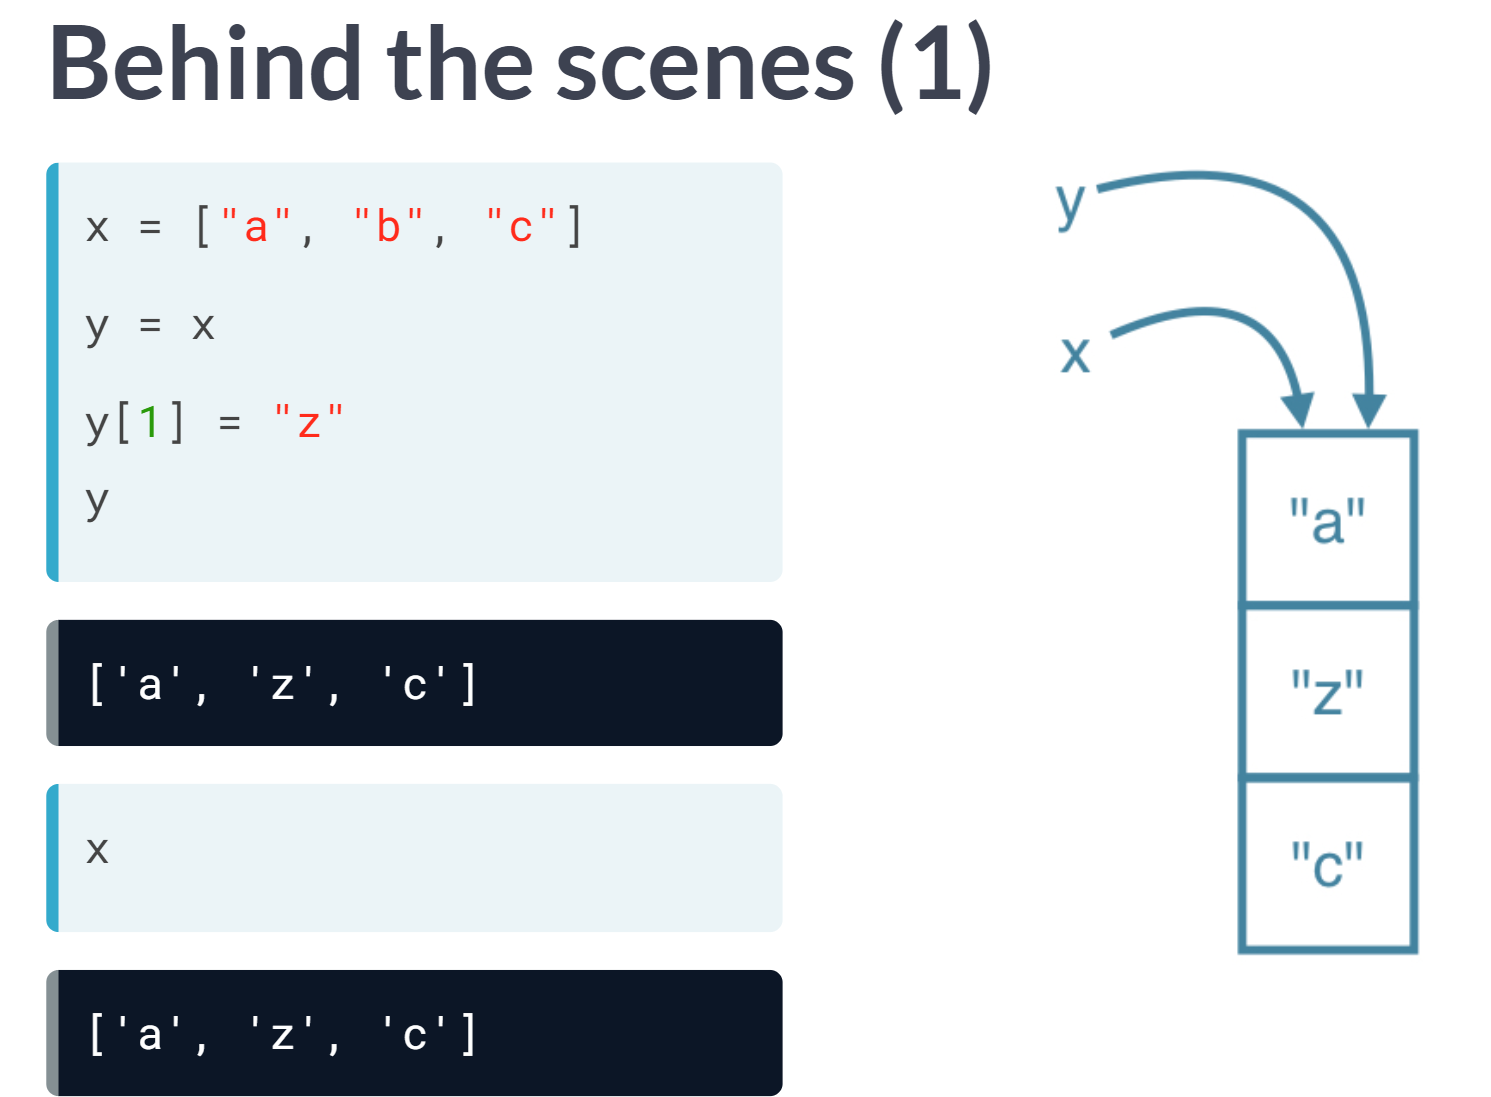 Behind the scenes (1)
x = ["a", "b", "c"]
y = x
y[1] = "z"
y
['a', 'z', 'c']
x
['a', 'z', 'c']
y
x
"a"
"z"
"c"